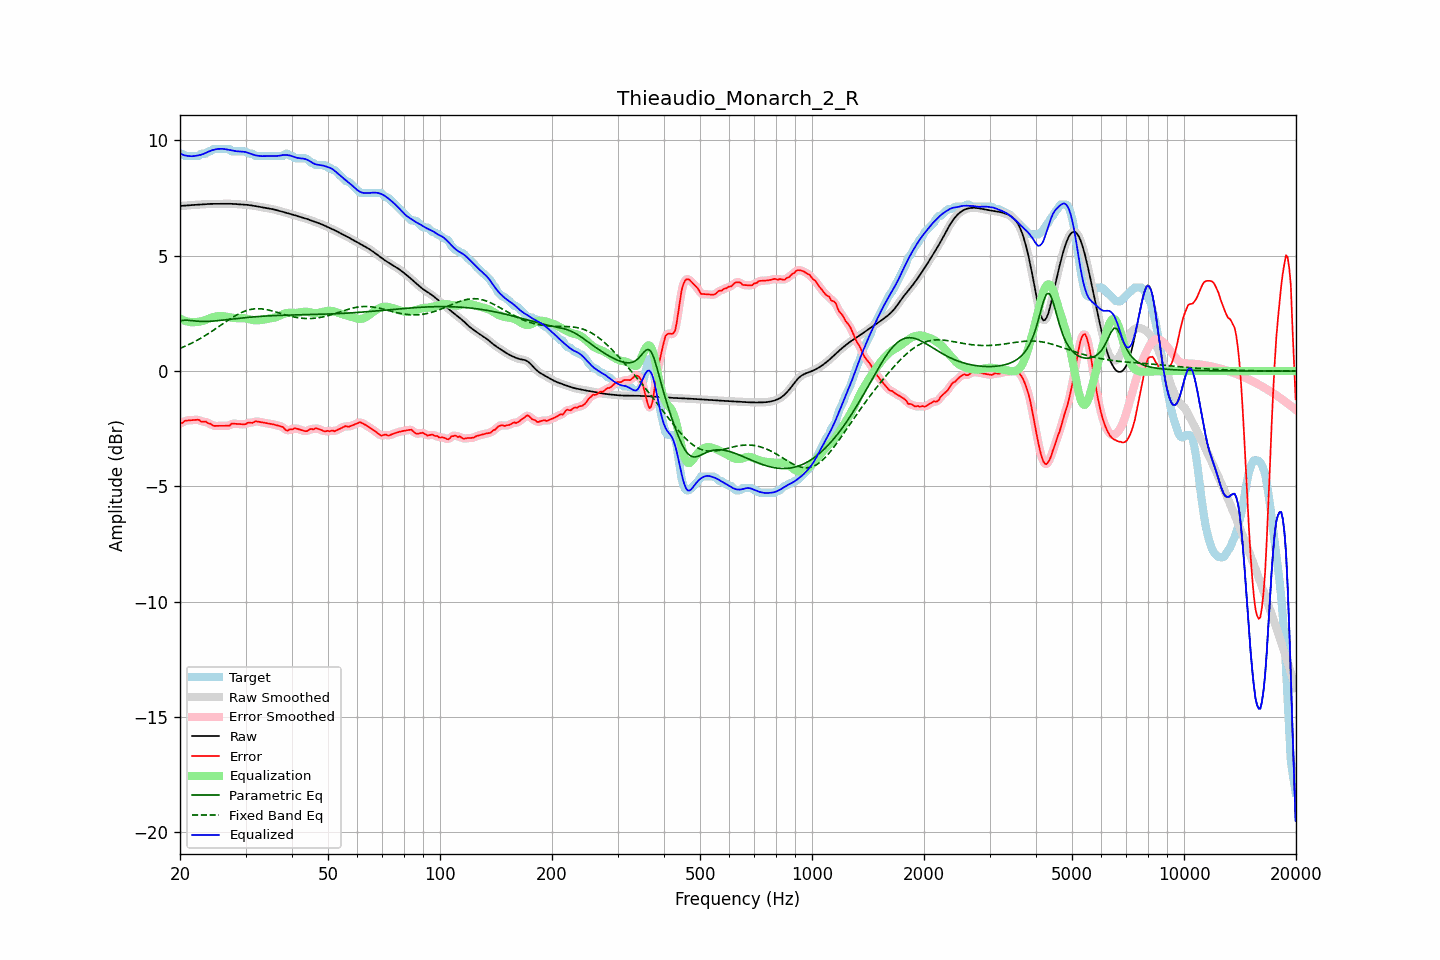 Thieaudio_Monarch_2_R
Amplitude (dBr)
10
5
0
−5
−10
−15
−20
Target
Raw Smoothed
Error Smoothed
Raw
Error
Equalization
Parametric Eq
Fixed Band Eq
Equalized
20 50 100 200 500 1000 2000 5000 10000 20000
Frequency (Hz)